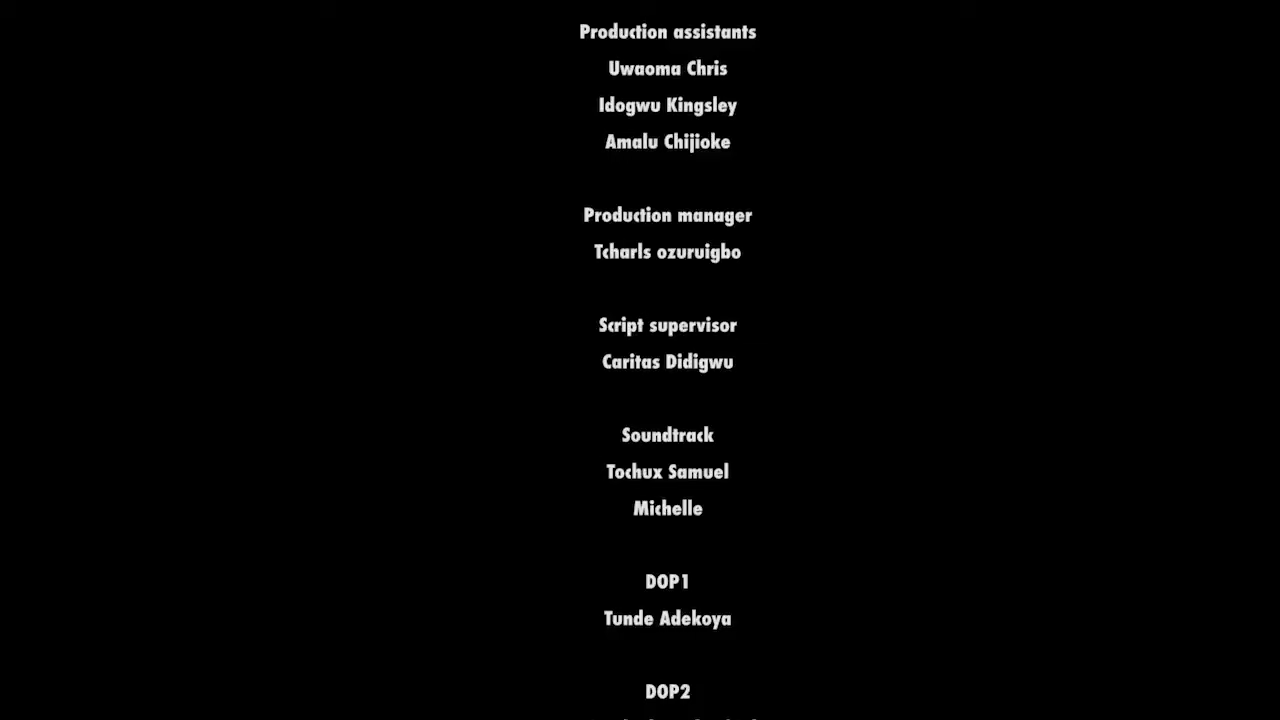 Production assistants
Uwaoma Chris
Idogwu Kingsley
Amalu Chijioke
Production manager
Tcharls ozuruigbo
Script supervisor
Caritas Didigwu
Soundtrack
Tochux Samuel
Michelle
DOP1
Tunde Adekoya
DOP2